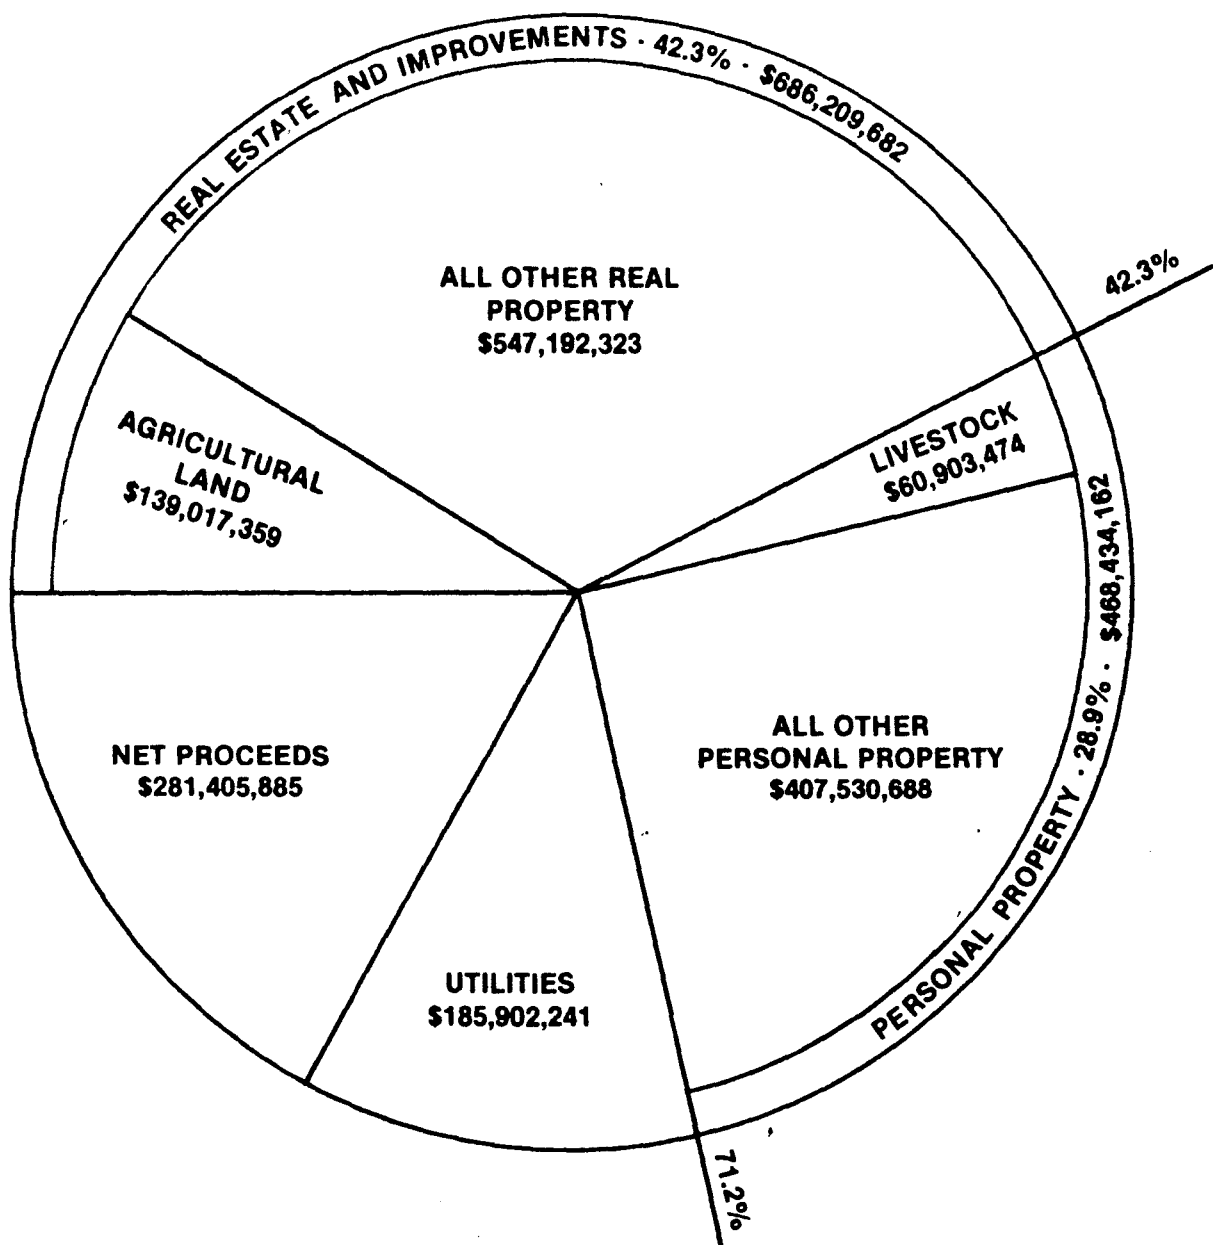 REAL ESTATE AND IMPROVEMENTS · 42.3% · $686,209,682
42.3%
ALL OTHER REAL
PROPERTY
$547,192,323
AGRICULTURAL
LAND
$139,017,359
LIVESTOCK
$60,903,474
PERSONAL PROPERTY · 28.9% · $468,434,162
ALL OTHER
PERSONAL PROPERTY
$407,530,688
NET PROCEEDS
$281,405,885
UTILITIES
$185,902,241
71.2%